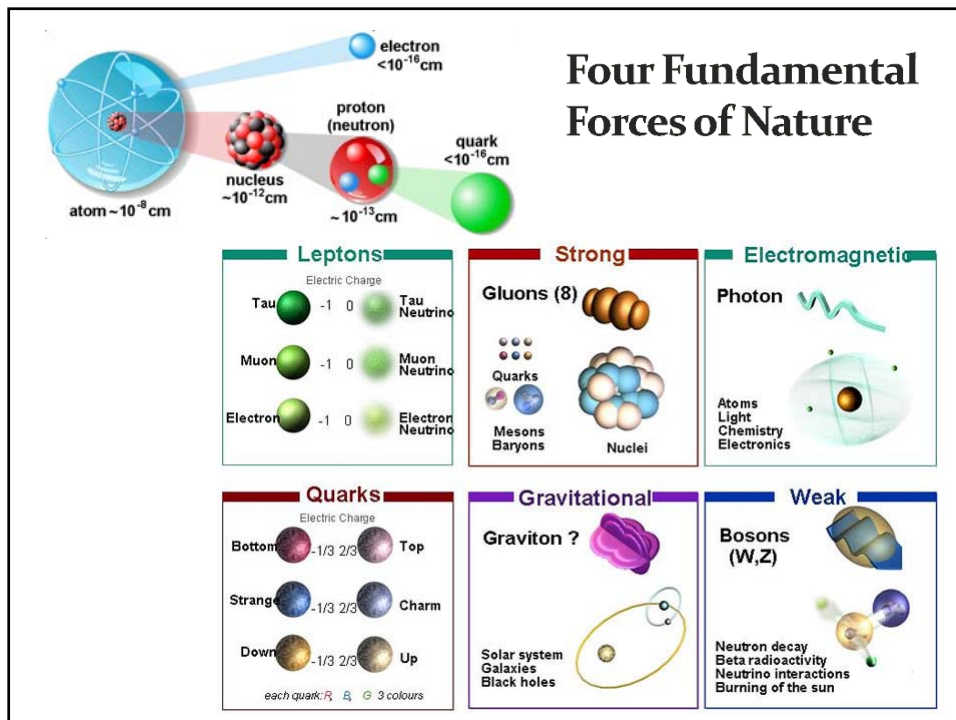 Four Fundamental
Forces of Nature
electron
<10⁻¹⁶cm
proton
(neutron)
quark
<10⁻¹⁶cm
nucleus
~10⁻¹²cm
atom~10⁻⁸cm
~10⁻¹³cm
Leptons
Electric Charge
Tau -1 0 Tau
Neutrino
Muon -1 0 Muon
Neutrino
Electron -1 0 Electron
Neutrino
Strong
Gluons (8)
Quarks
Mesons
Baryons
Nuclei
Electromagnetic
Photon
Atoms
Light
Chemistry
Electronics
Quarks
Electric Charge
Bottom -1/3 2/3 Top
Strange -1/3 2/3 Charm
Down -1/3 2/3 Up
each quark: R, B, G 3 colours
Gravitational
Graviton ?
Solar system
Galaxies
Black holes
Weak
Bosons
(W,Z)
Neutron decay
Beta radioactivity
Neutrino interactions
Burning of the sun